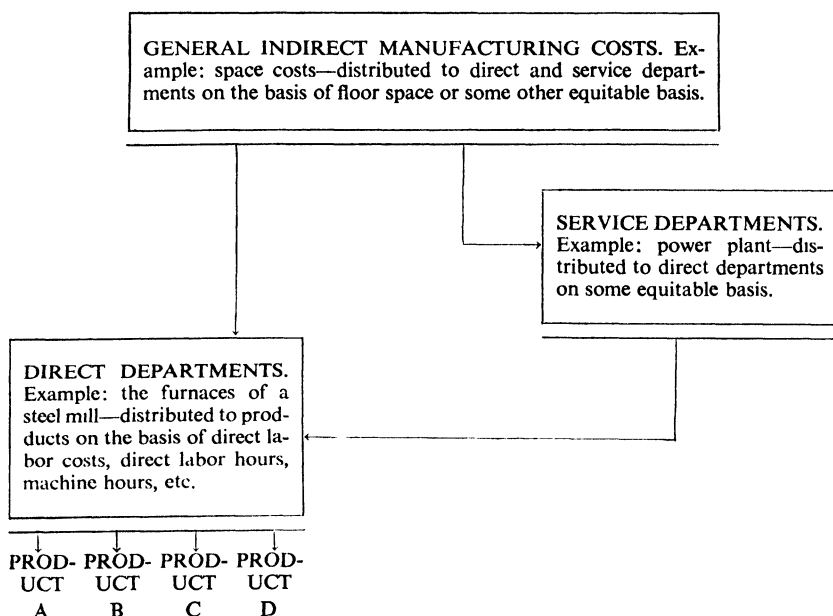 GENERAL INDIRECT MANUFACTURING COSTS. Ex-
ample: space costs—distributed to direct and service depart-
ments on the basis of floor space or some other equitable basis.
SERVICE DEPARTMENTS.
Example: power plant—dis-
tributed to direct departments
on some equitable basis.
DIRECT DEPARTMENTS.
Example: the furnaces of a
steel mill—distributed to prod-
ucts on the basis of direct la-
bor costs, direct labor hours,
machine hours, etc.
PROD- PROD- PROD- PROD-
UCT UCT UCT UCT
A B C D